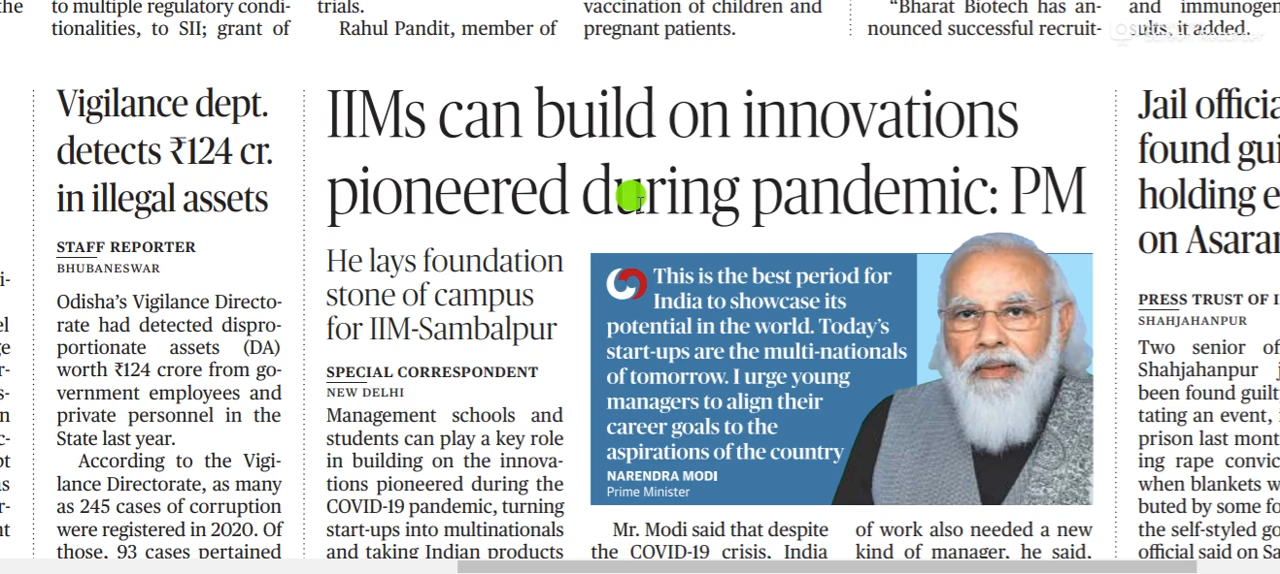 the
to multiple regulatory condi-
tionalities, to SII; grant of
trials.
Rahul Pandit, member of
vaccination of children and
pregnant patients.
"Bharat Biotech has an-
nounced successful recruit-
and immunogen
sults, it added.
i-
el
ge
r-
s-
n
c-
pt
as
r-
nt
Vigilance dept.
detects ₹124 cr.
in illegal assets
STAFF REPORTER
BHUBANESWAR
Odisha's Vigilance Directo-
rate had detected dispro-
portionate assets (DA)
worth ₹124 crore from go-
vernment employees and
private personnel in the
State last year.
According to the Vigi-
lance Directorate, as many
as 245 cases of corruption
were registered in 2020. Of
those, 93 cases pertained
IIMs can build on innovations
pioneered during pandemic: PM
He lays foundation
stone of campus
for IIM-Sambalpur
SPECIAL CORRESPONDENT
NEW DELHI
Management schools and
students can play a key role
in building on the innova-
tions pioneered during the
COVID-19 pandemic, turning
start-ups into multinationals
and taking Indian products
This is the best period for
India to showcase its
potential in the world. Today's
start-ups are the multi-nationals
of tomorrow. I urge young
managers to align their
career goals to the
aspirations of the country
NARENDRA MODI
Prime Minister
Mr. Modi said that despite
the COVID-19 crisis, India
of work also needed a new
kind of manager, he said,
Jail officia
found gui
holding e
on Asaran
PRESS TRUST OF I
SHAHJAHANPUR
Two senior of
Shahjahanpur j
been found guilt
tating an event,
prison last mont
ing rape convic
when blankets w
buted by some fo
the self-styled go
official said on Sa